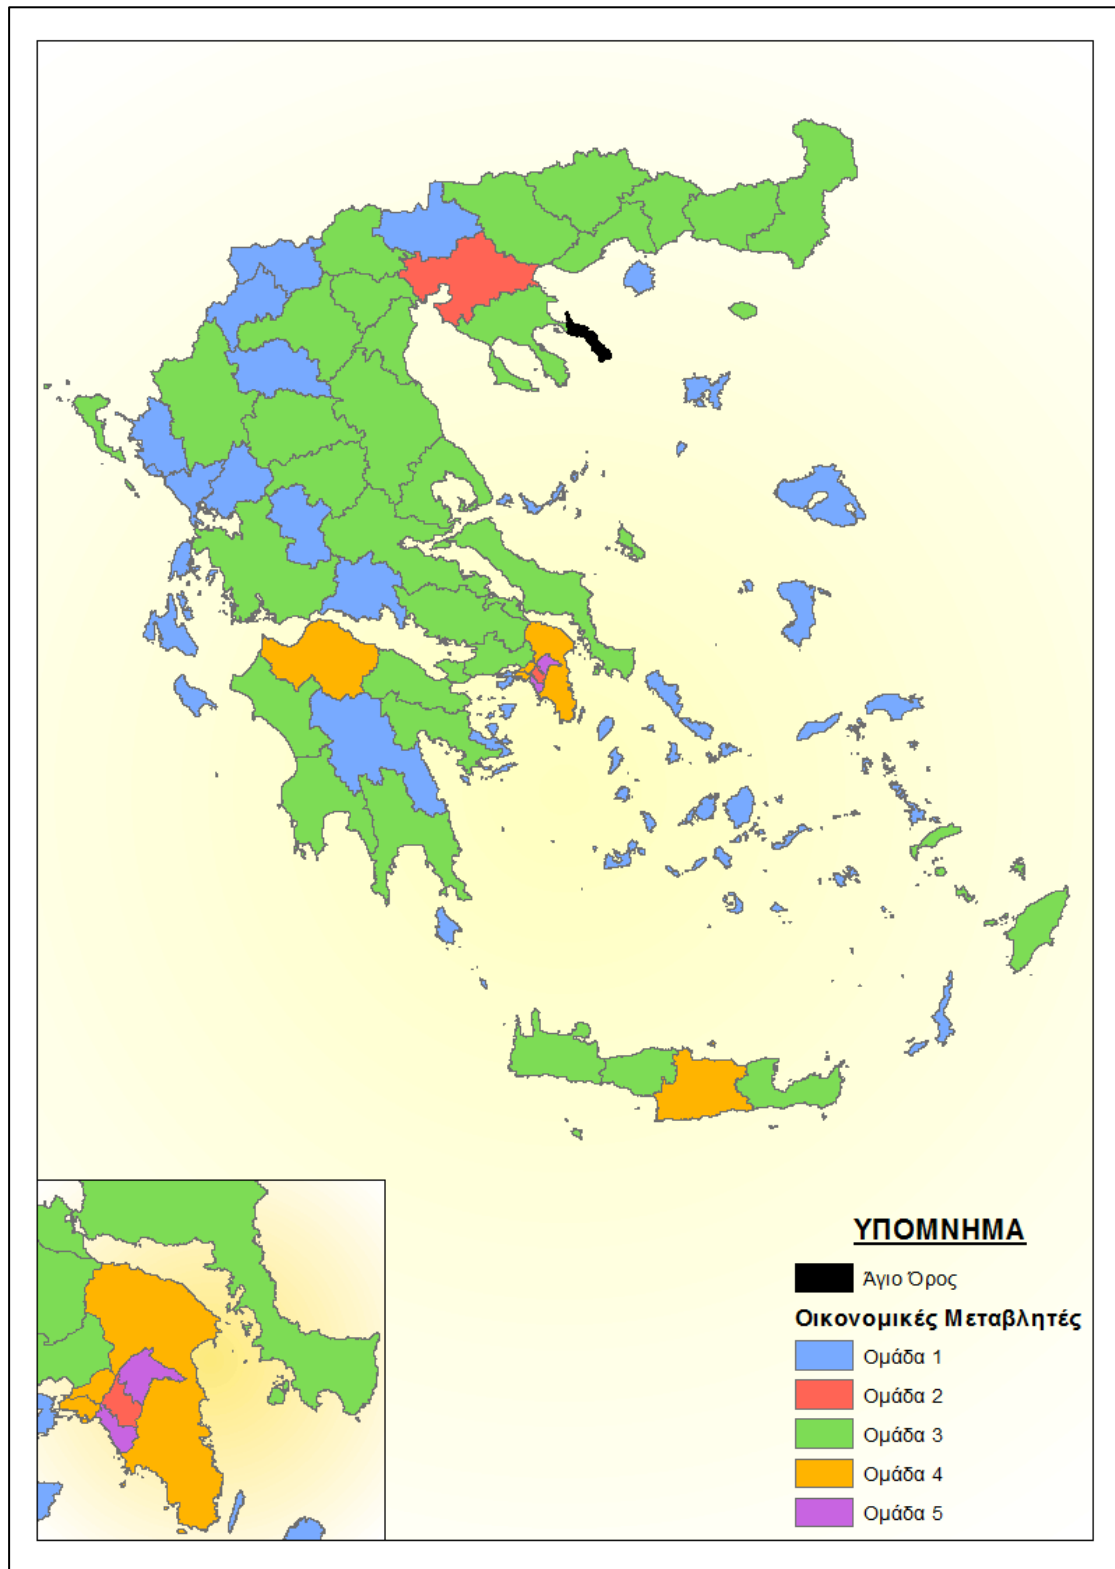 ΥΠΟΜΝΗΜΑ
Άγιο Όρος
Οικονομικές Μεταβλητές
Ομάδα 1
Ομάδα 2
Ομάδα 3
Ομάδα 4
Ομάδα 5